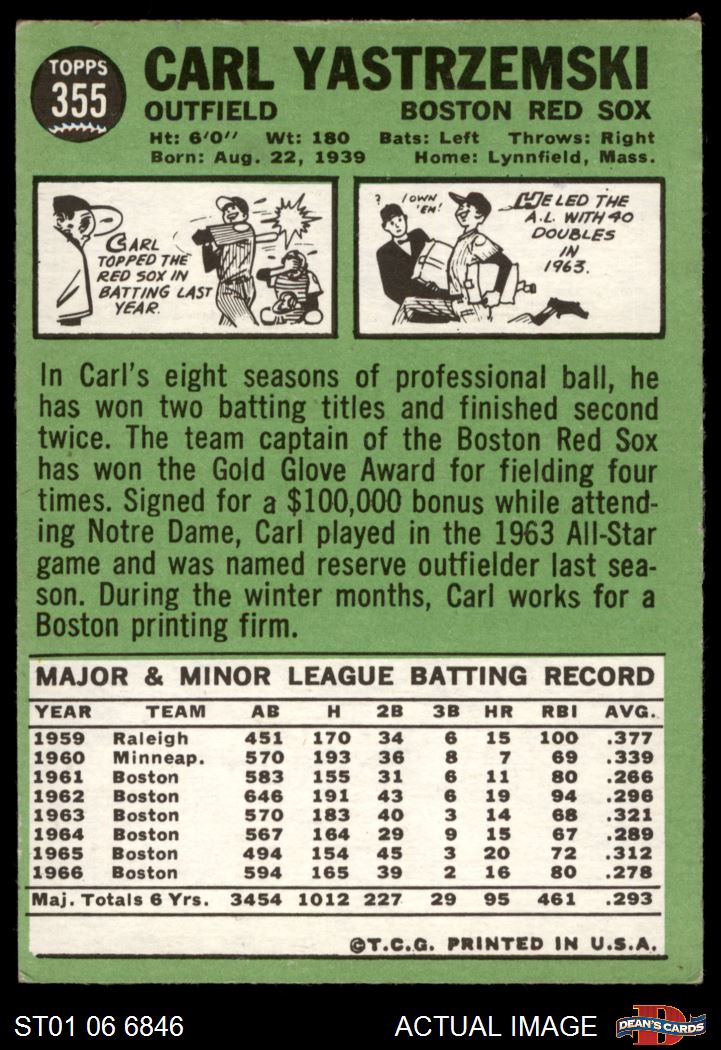 TOPPS
355
CARL YASTRZEMSKI
OUTFIELD BOSTON RED SOX
Ht: 6'0" Wt: 180 Bats: Left Throws: Right
Born: Aug. 22, 1939 Home: Lynnfield, Mass.
CARL
TOPPED THE
RED SOX IN
BATTING LAST
YEAR.
?
I OWN
'EM!
HE LED THE
A.L. WITH 40
DOUBLES
IN
1963.
In Carl's eight seasons of professional ball, he
has won two batting titles and finished second
twice. The team captain of the Boston Red Sox
has won the Gold Glove Award for fielding four
times. Signed for a $100,000 bonus while attend-
ing Notre Dame, Carl played in the 1963 All-Star
game and was named reserve outfielder last sea-
son. During the winter months, Carl works for a
Boston printing firm.
MAJOR & MINOR LEAGUE BATTING RECORD
YEAR TEAM AB H 2B 3B HR RBI AVG.
1959 Raleigh 451 170 34 6 15 100 .377
1960 Minneap. 570 193 36 8 7 69 .339
1961 Boston 583 155 31 6 11 80 .266
1962 Boston 646 191 43 6 19 94 .296
1963 Boston 570 183 40 3 14 68 .321
1964 Boston 567 164 29 9 15 67 .289
1965 Boston 494 154 45 3 20 72 .312
1966 Boston 594 165 39 2 16 80 .278
Maj. Totals 6 Yrs. 3454 1012 227 29 95 461 .293
©T.C.G. PRINTED IN U.S.A.
ST01 06 6846 ACTUAL IMAGE
D
DEAN'S CARDS